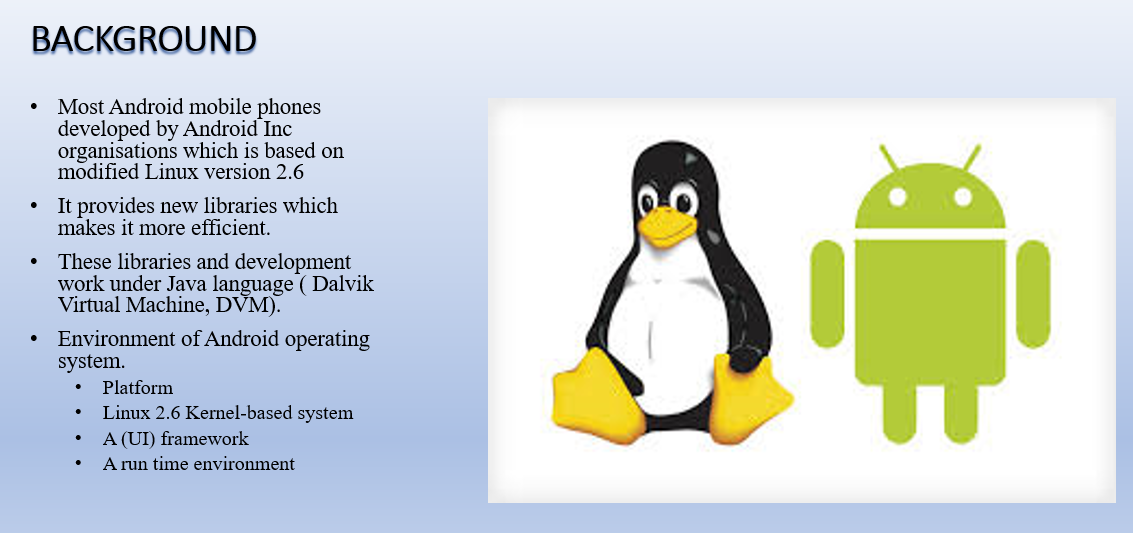 BACKGROUND
• Most Android mobile phones
developed by Android Inc
organisations which is based on
modified Linux version 2.6
• It provides new libraries which
makes it more efficient.
• These libraries and development
work under Java language ( Dalvik
Virtual Machine, DVM).
• Environment of Android operating
system.
• Platform
• Linux 2.6 Kernel-based system
• A (UI) framework
• A run time environment